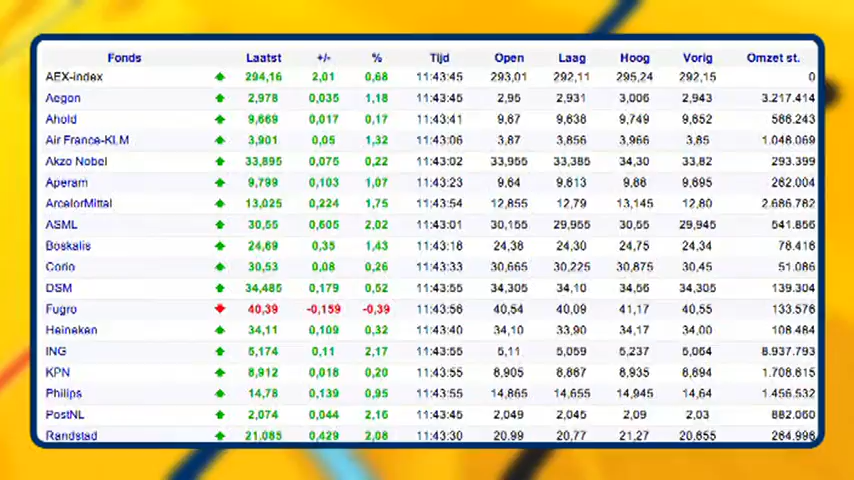 Fonds Laatst +/- % Tijd Open Laag Hoog Vorig Omzet st.
AEX-index 294,16 2,01 0,68 11:43:45 293,01 292,11 295,24 292,15 0
Aegon 2,978 0,035 1,18 11:43:45 2,95 2,931 3,006 2,943 3.217.414
Ahold 9,669 0,017 0,17 11:43:41 9,67 9,638 9,749 9,652 586.243
Air France-KLM 3,901 0,05 1,32 11:43:06 3,87 3,856 3,966 3,85 1.048.069
Akzo Nobel 33,895 0,075 0,22 11:43:02 33,955 33,385 34,30 33,82 293.399
Aperam 9,799 0,103 1,07 11:43:23 9,64 9,613 9,88 9,695 262.004
ArcelorMittal 13,025 0,224 1,75 11:43:54 12,855 12,79 13,145 12,80 2.686.782
ASML 30,55 0,605 2,02 11:43:01 30,155 29,955 30,55 29,945 541.856
Boskalis 24,69 0,35 1,43 11:43:18 24,38 24,30 24,75 24,34 78.416
Corio 30,53 0,08 0,26 11:43:33 30,665 30,225 30,875 30,45 51.086
DSM 34,485 0,179 0,52 11:43:55 34,305 34,10 34,56 34,305 139.304
Fugro 40,39 -0,159 -0,39 11:43:56 40,54 40,09 41,17 40,55 133.576
Heineken 34,11 0,109 0,32 11:43:40 34,10 33,90 34,17 34,00 108.484
ING 5,174 0,11 2,17 11:43:55 5,11 5,059 5,237 5,064 8.937.793
KPN 8,912 0,018 0,20 11:43:55 8,905 8,867 8,935 8,894 1.708.615
Philips 14,78 0,139 0,95 11:43:55 14,865 14,655 14,945 14,64 1.456.532
PostNL 2,074 0,044 2,16 11:43:45 2,049 2,045 2,09 2,03 882.060
Randstad 21,085 0,429 2,08 11:43:30 20,99 20,77 21,27 20,655 264.996